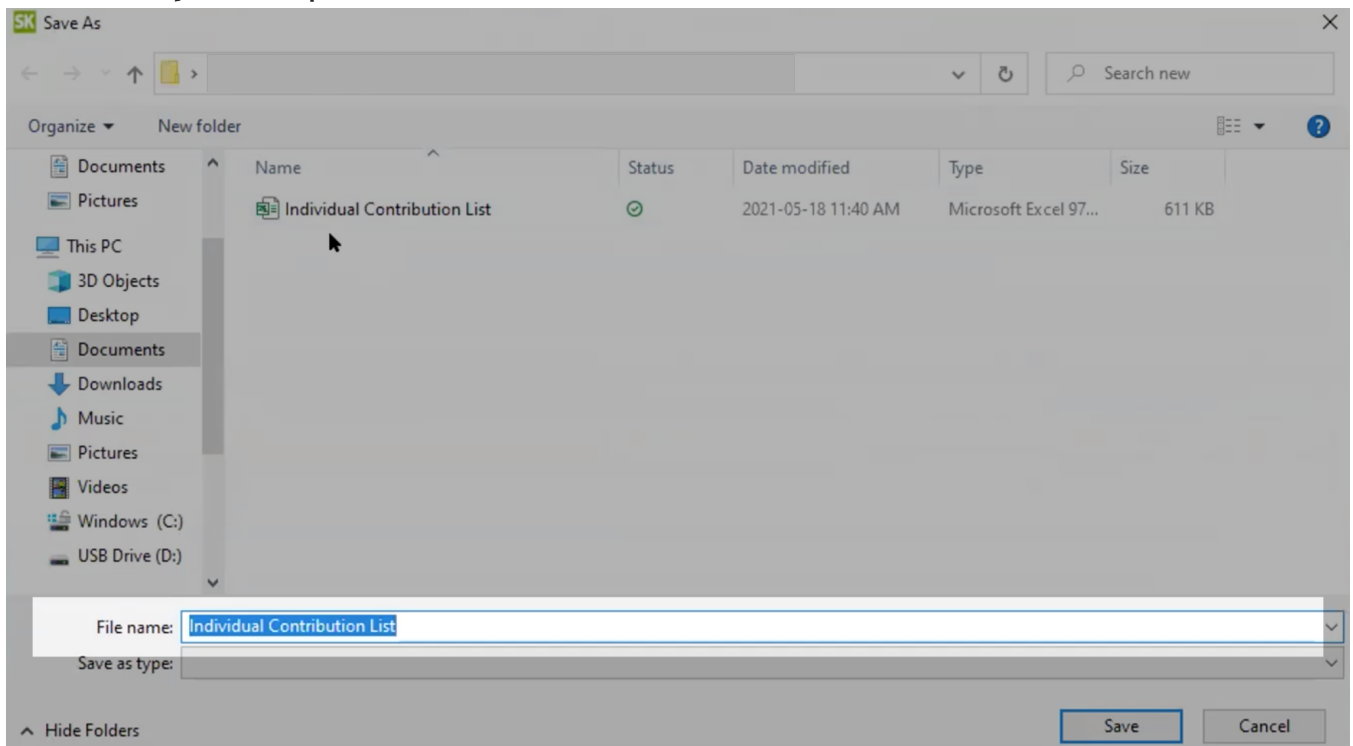 SK Save As
Search new
Organize New folder
Name Status Date modified Type Size
Individual Contribution List 2021-05-18 11:40 AM Microsoft Excel 97... 611 KB
Documents
Pictures
This PC
3D Objects
Desktop
Documents
Downloads
Music
Pictures
Videos
Windows (C:)
USB Drive (D:)
File name: Individual Contribution List
Save as type:
Hide Folders Save Cancel